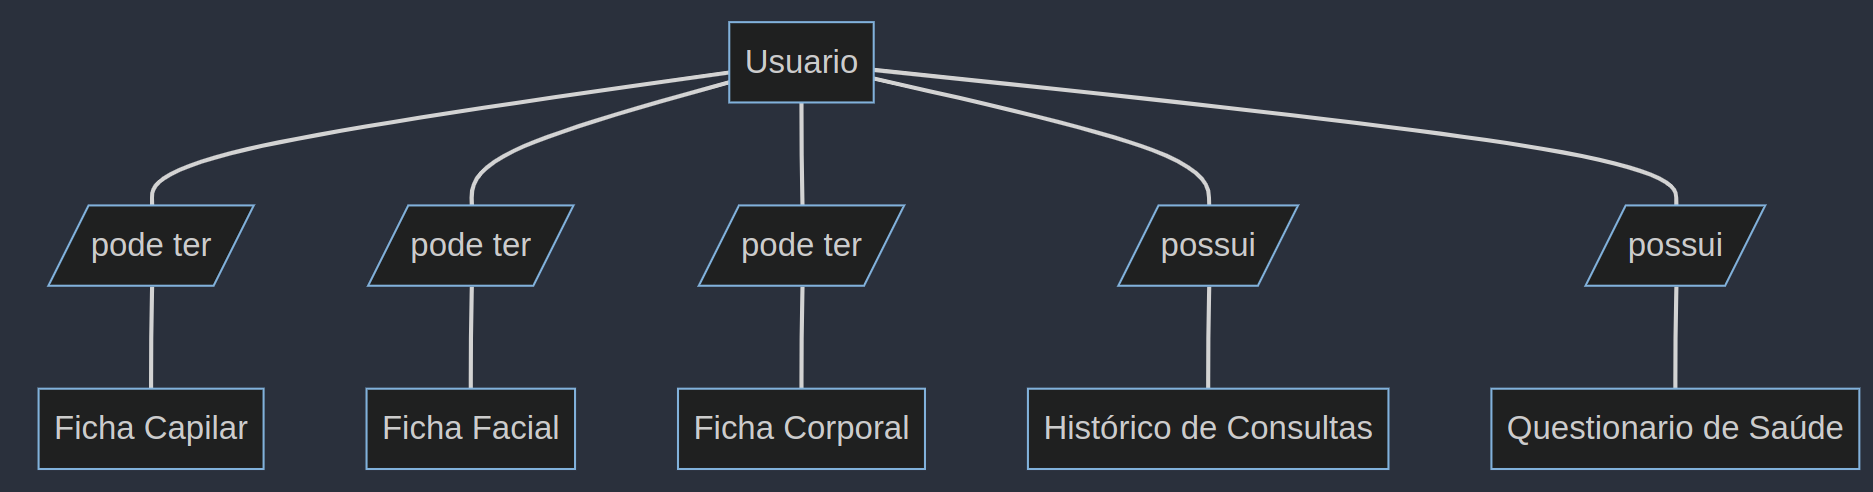 Usuario
pode ter
pode ter
pode ter
possui
possui
Ficha Capilar
Ficha Facial
Ficha Corporal
Histórico de Consultas
Questionario de Saúde